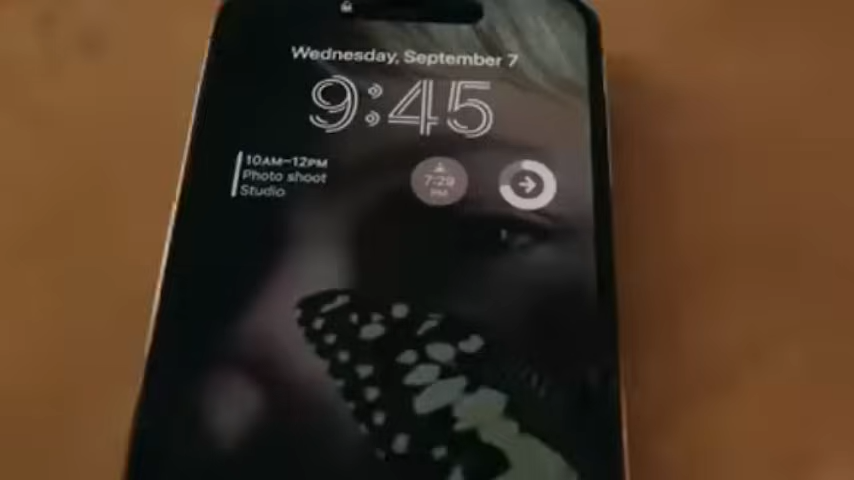 Wednesday, September 7
9:45
10AM–12PM
Photo shoot
Studio
7:29
PM